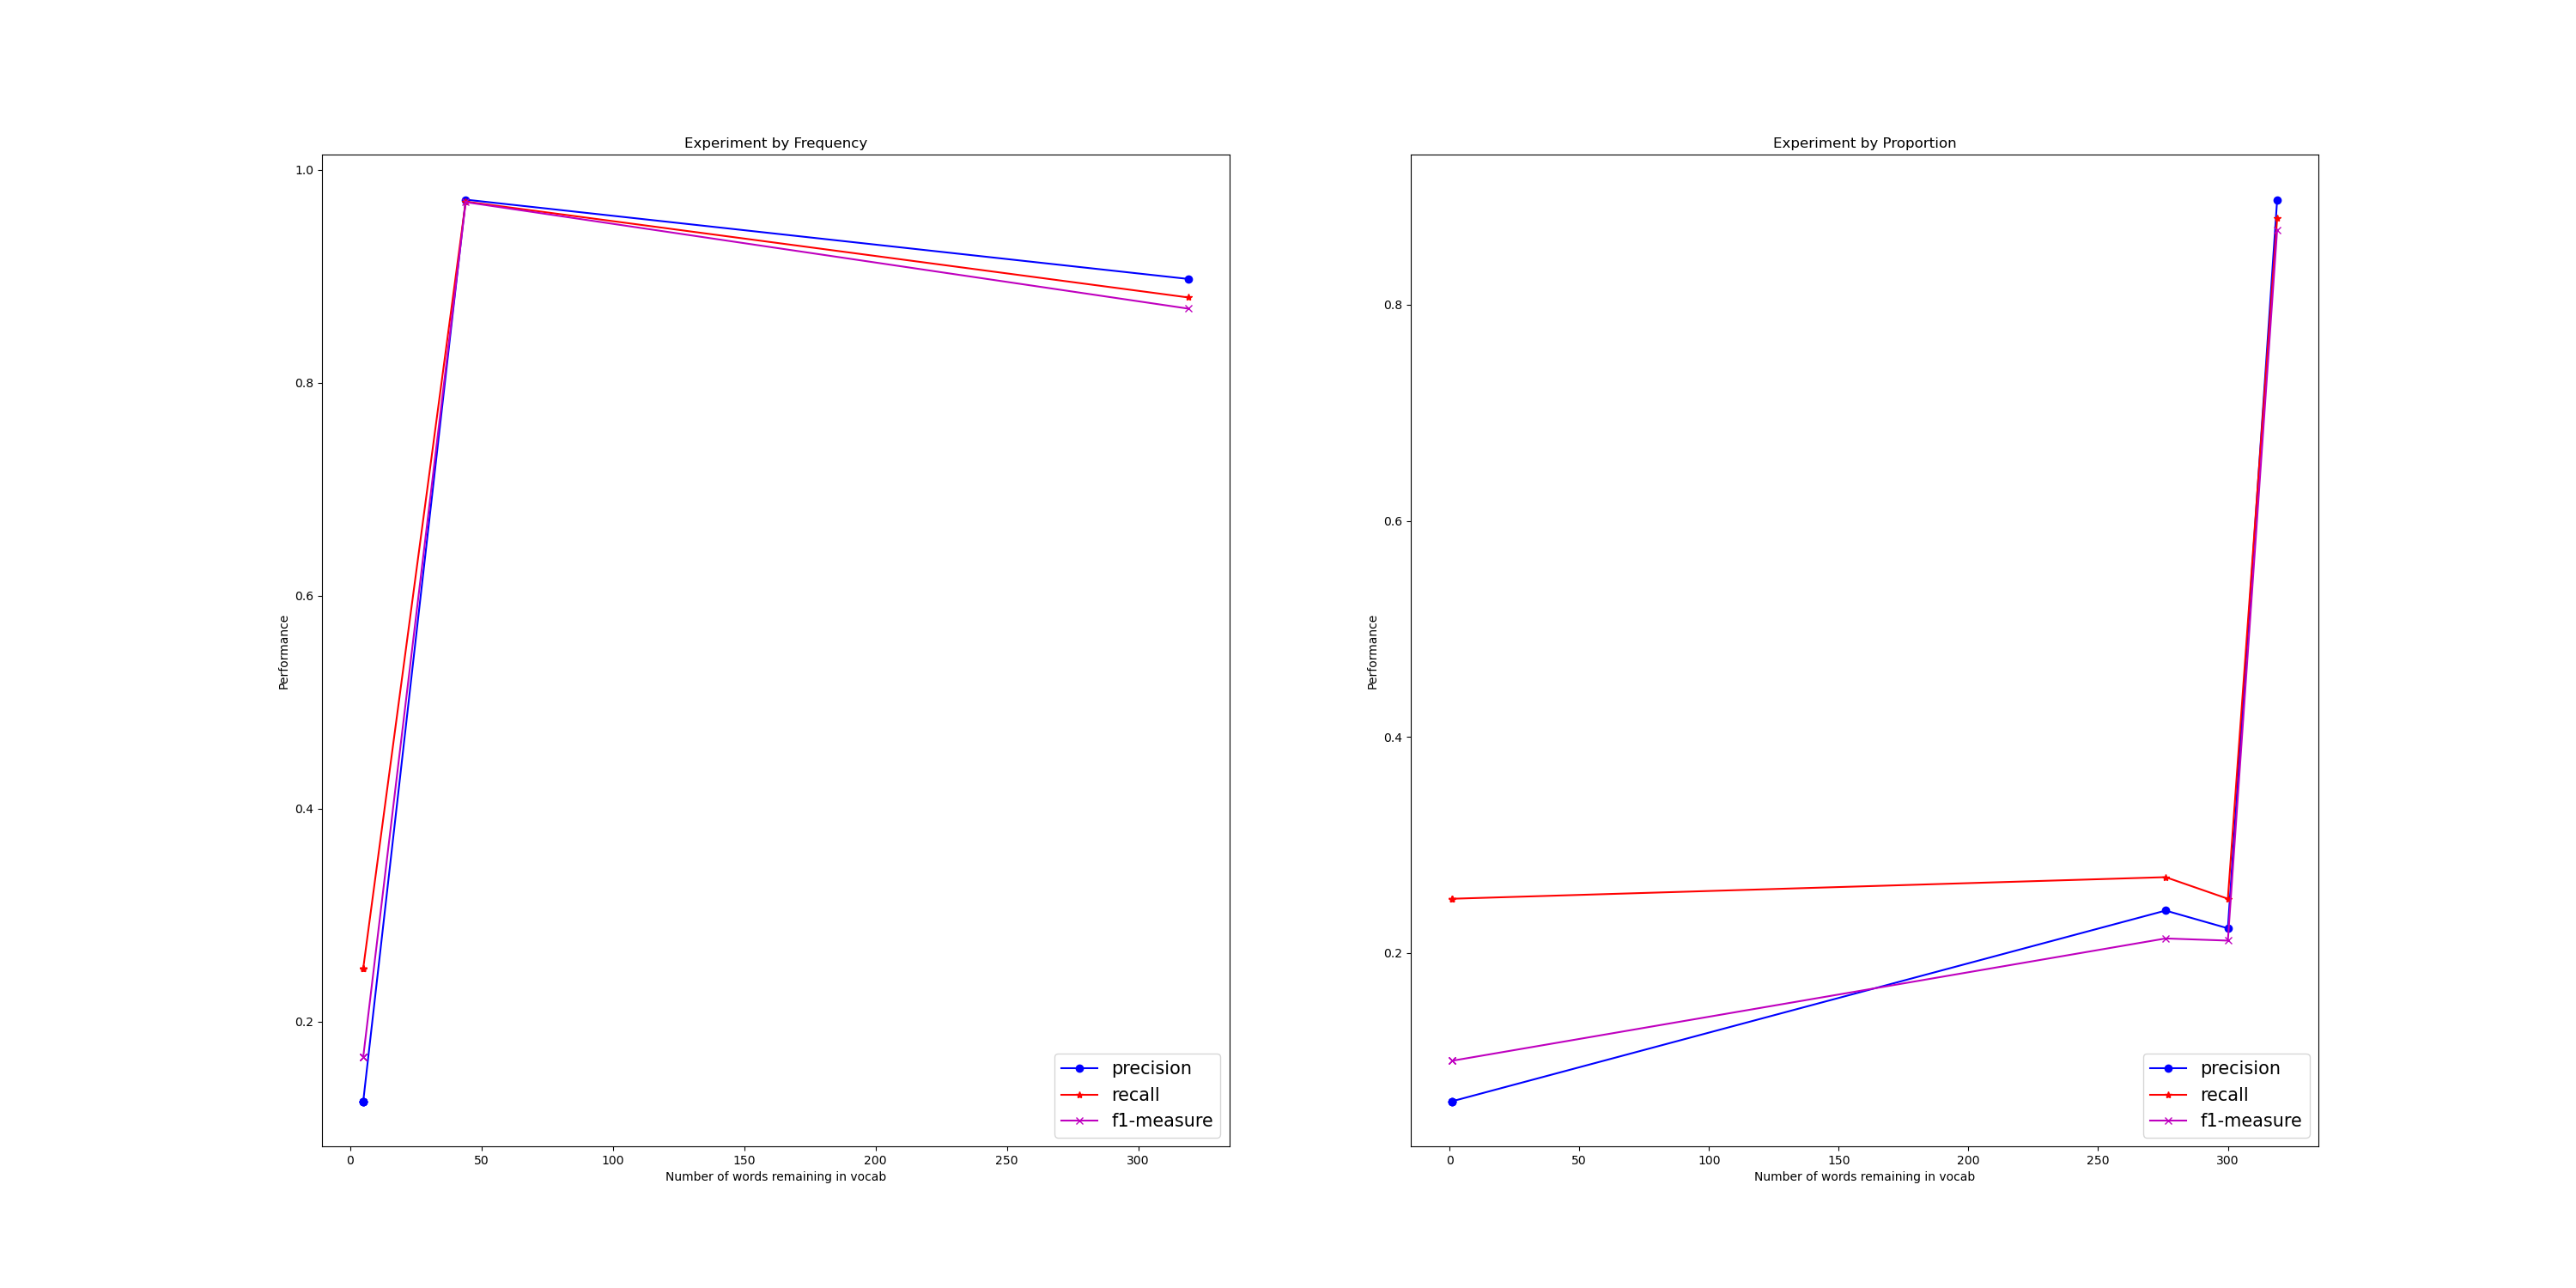 Experiment by Frequency
1.0
0.8
0.6
0.4
0.2
Performance
0 50 100 150 200 250 300
Number of words remaining in vocab
precision
recall
f1-measure
Experiment by Proportion
0.8
0.6
0.4
0.2
Performance
0 50 100 150 200 250 300
Number of words remaining in vocab
precision
recall
f1-measure